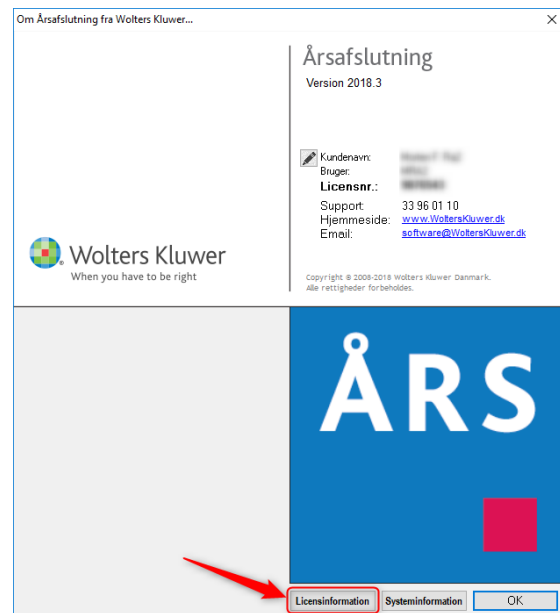 Om Årsafslutning fra Wolters Kluwer...
Årsafslutning
Version 2018.3
Kundenavn:
Bruger:
Licensnr.:
Support: 33 96 01 10
Hjemmeside: www.WoltersKluwer.dk
Email: software@WoltersKluwer.dk
Wolters Kluwer
When you have to be right
Copyright © 2008-2018 Wolters Kluwer Danmark.
Alle rettigheder forbeholdes.
ÅRS
Licensinformation Systeminformation OK